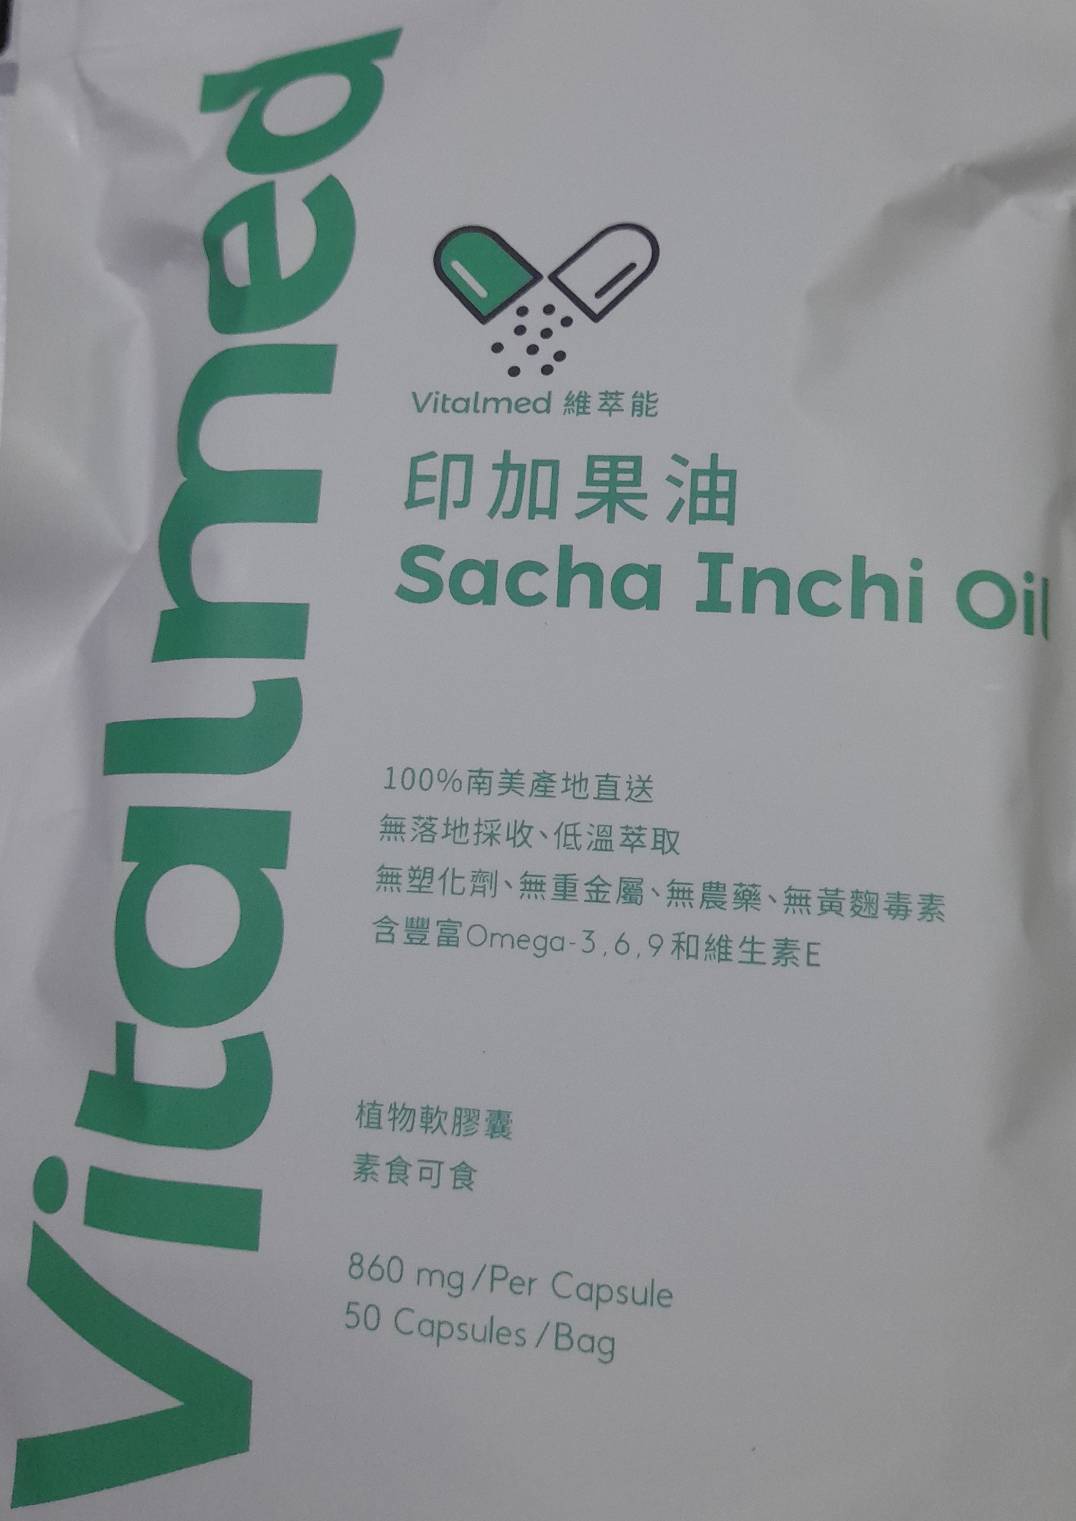 Vitalmed
Vitalmed 維萃能
印加果油
Sacha Inchi Oil
100%南美產地直送
無落地採收、低溫萃取
無塑化劑、無重金屬、無農藥、無黃麴毒素
含豐富Omega-3,6,9和維生素E
植物軟膠囊
素食可食
860 mg/Per Capsule
50 Capsules/Bag